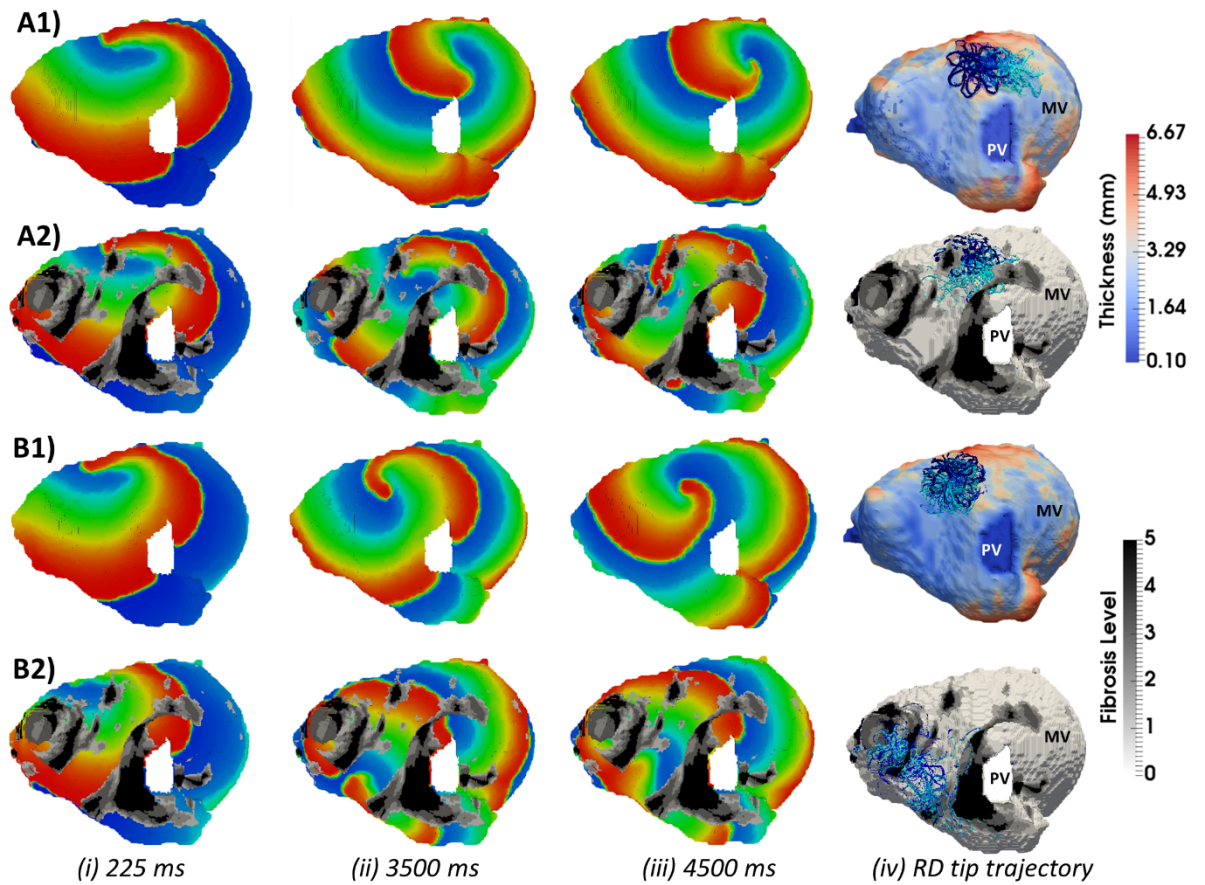 A1)
MV
PV
6.67
4.93
3.29
1.64
0.10
Thickness (mm)
A2)
MV
PV
B1)
MV
PV
5
4
3
2
1
0
Fibrosis Level
B2)
MV
PV
(i) 225 ms
(ii) 3500 ms
(iii) 4500 ms
(iv) RD tip trajectory